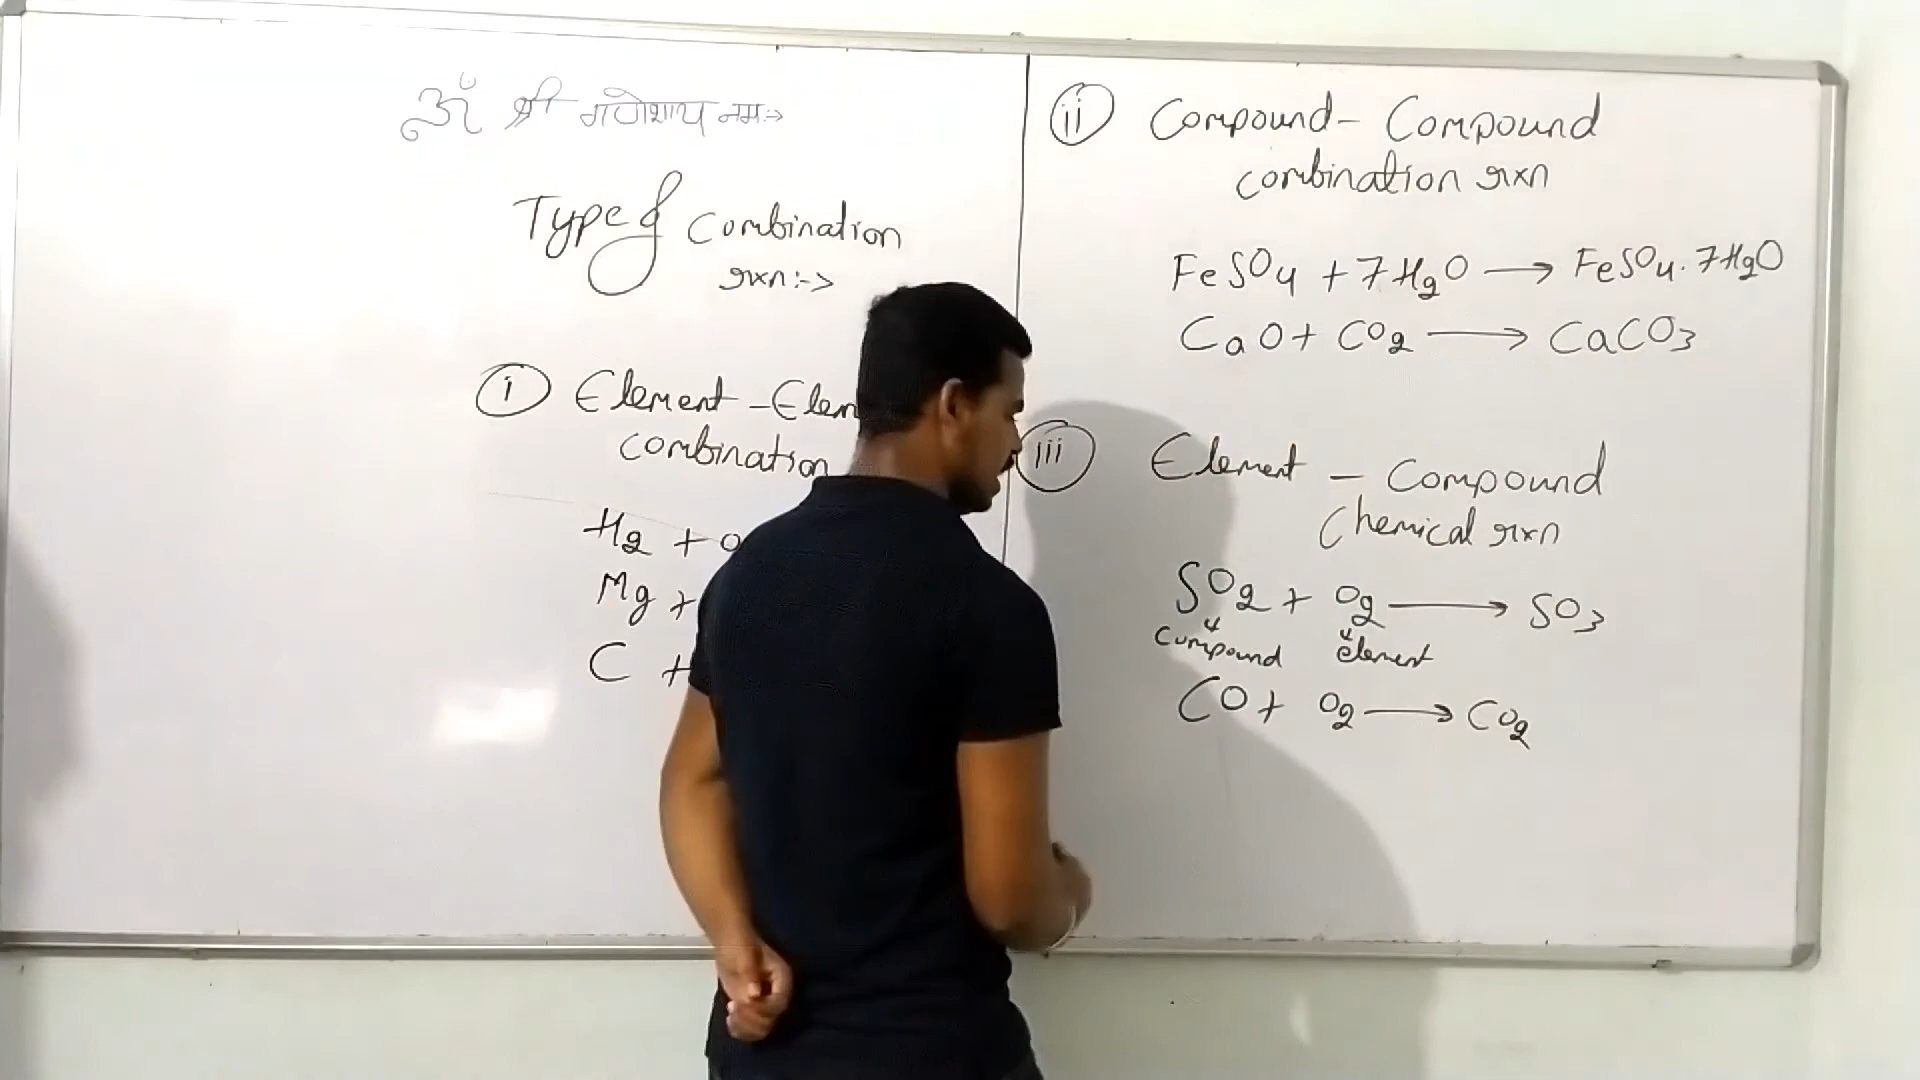 ॐ श्री गणेशाय नमः->
Type of Combination
rxn:->
i Element - Elem
combination
H2 + O
Mg +
C +
ii Compound - Compound
combination rxn
FeSO4 + 7H2O → FeSO4. 7H2O
CaO + CO2 → CaCO3
iii Element - Compound
Chemical rxn
SO2 + O2 → SO3
↓ ↓
Compound element
CO + O2 → CO2